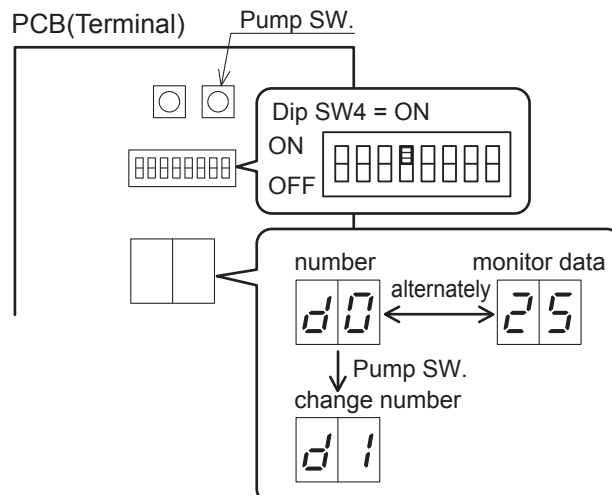 PCB(Terminal)
Pump SW.
Dip SW4 = ON
ON
OFF
number
monitor data
d0
alternately
25
Pump SW.
change number
d1